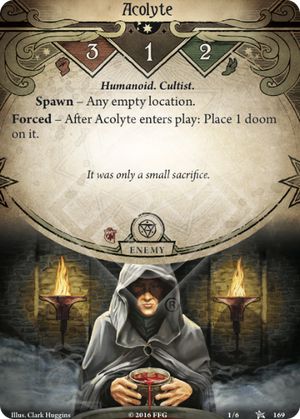 Acolyte
3 1 2
Humanoid. Cultist.
Spawn – Any empty location.
Forced – After Acolyte enters play: Place 1 doom
on it.
It was only a small sacrifice.
ENEMY
Illus. Clark Huggins © 2016 FFG 1/6 169